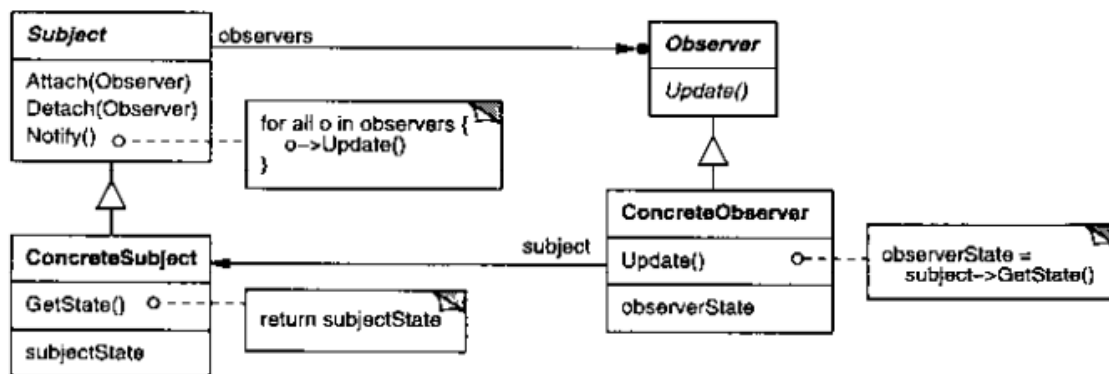 Subject
observers
Observer
Attach(Observer)
Detach(Observer)
Notify()
Update()
for all o in observers {
o->Update()
}
ConcreteSubject
subject
ConcreteObserver
GetState()
Update()
subjectState
observerState
return subjectState
observerState =
subject->GetState()